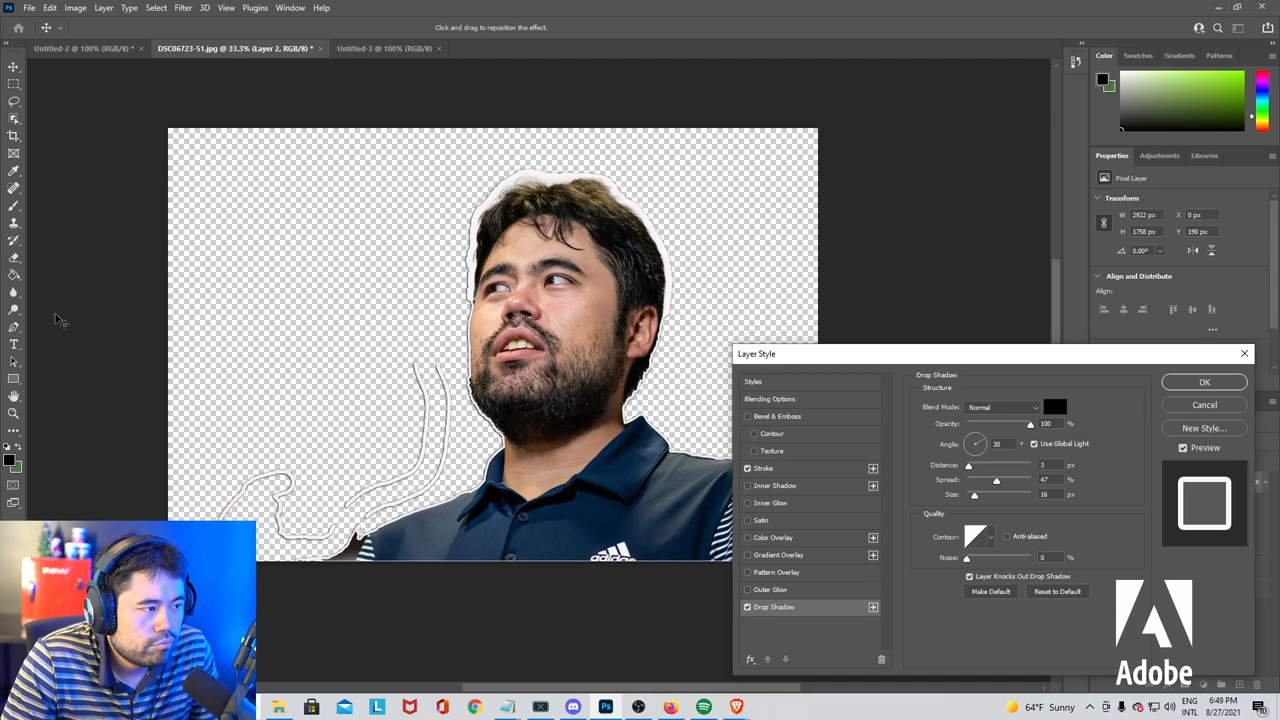 Ps File Edit Image Layer Type Select Filter 3D View Plugins Window Help
Click and drag to reposition the effect.
Untitled-2 @ 100% (RGB/8) * × DSC06723-51.jpg @ 33.3% (Layer 2, RGB/8) * × Untitled-3 @ 100% (RGB/8) ×
Color Swatches Gradients Patterns
Properties Adjustments Libraries
Pixel Layer
Transform
W 2922 px X 0 px
H 1758 px Y 190 px
0.00°
Align and Distribute
Align:
Layer Style
Styles
Blending Options
Bevel & Emboss
Contour
Texture
Stroke
Inner Shadow
Inner Glow
Satin
Color Overlay
Gradient Overlay
Pattern Overlay
Outer Glow
Drop Shadow
fx
Drop Shadow
Structure
Blend Mode: Normal
Opacity: 100 %
Angle: 30 ° Use Global Light
Distance: 3 px
Spread: 47 %
Size: 16 px
Quality
Contour: Anti-aliased
Noise: 0 %
Layer Knocks Out Drop Shadow
Make Default Reset to Default
OK
Cancel
New Style...
Preview
adidas
Adobe
64°F Sunny
ENG
INTL
6:49 PM
8/27/2021